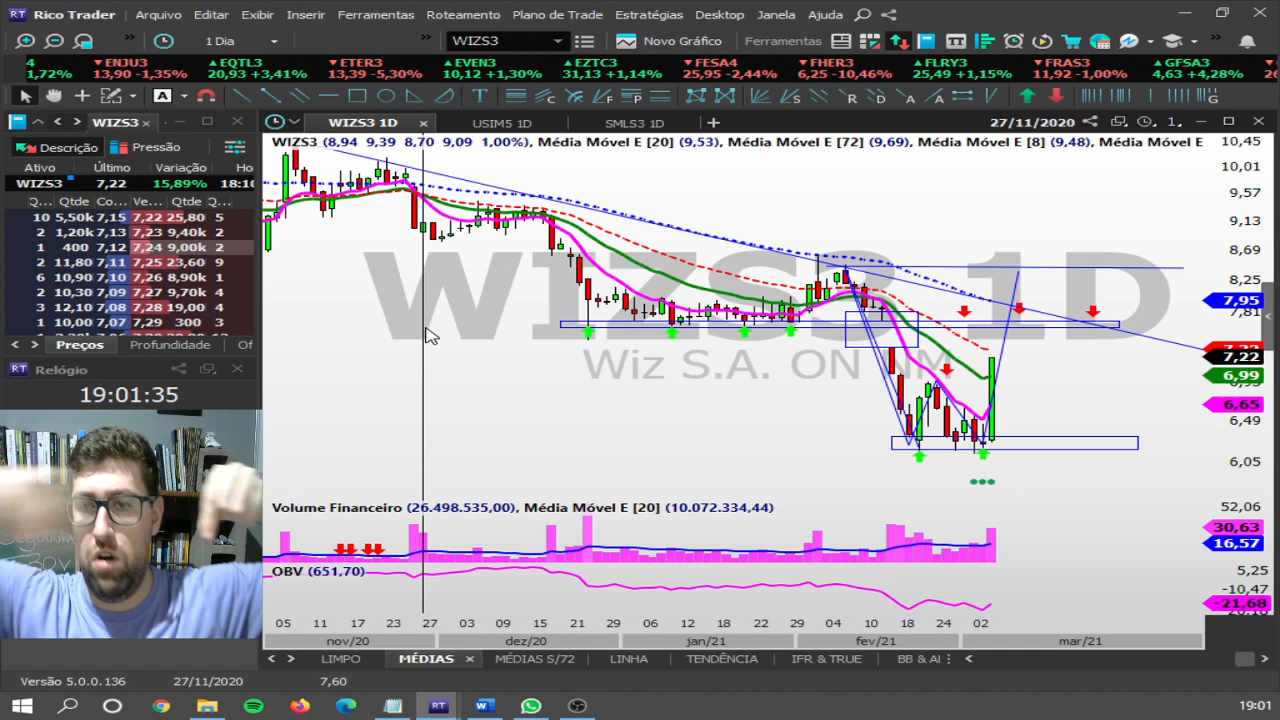 Rico Trader Arquivo Editar Exibir Inserir Ferramentas Roteamento Plano de Trade Estratégias Desktop Janela Ajuda
1 Dia WIZS3 Novo Gráfico Ferramentas
4 ENJU3 EQTL3 ETER3 EVEN3 EZTC3 FESA4 FHER3 FLRY3 FRAS3 GFSA3
1,72% 13,90 -1,35% 20,93 +3,41% 13,39 -5,30% 10,12 +1,30% 31,13 +1,14% 25,95 -2,44% 6,25 -10,46% 25,49 +1,15% 11,92 -1,00% 4,63 +4,28%
WIZS3 WIZS3 1D USIM5 1D SMLS3 1D 27/11/2020
Descrição Pressão
WIZS3 (8,94 9,39 8,70 9,09 1,00%), Média Móvel E [20] (9,53), Média Móvel E [72] (9,69), Média Móvel E [8] (9,48), Média Móvel E
Ativo Último Variação Ho
WIZS3 7,22 15,89% 18:10
Q... Qtde Co... Ve... Qtde Q...
10 5,50k 7,15 7,22 25,80 5
2 1,20k 7,13 7,23 9,40k 2
1 400 7,12 7,24 9,00k 2
2 11,80 7,11 7,25 23,60 9
6 10,90 7,10 7,26 8,90k 1
2 10,30 7,09 7,27 9,70k 2
3 12,10 7,08 7,28 19,00 4
1 10,00 7,07 7,29 300 3
Preços Profundidade Of
Relógio
19:01:35
WIZS3 1D
Wiz S.A. ON NM
10,45
10,01
9,57
9,13
8,69
8,25
7,95
7,81
7,22
6,99
6,65
6,49
6,05
Volume Financeiro (26.498.535,00), Média Móvel E [20] (10.072.334,44)
52,06
30,63
16,57
OBV (651,70)
5,25
-10,47
-21,68
05 11 17 23 27 03 09 15 21 29 06 12 18 22 29 04 10 18 24 02
nov/20 dez/20 jan/21 fev/21 mar/21
LIMPO MÉDIAS MÉDIAS S/72 LINHA TENDÊNCIA IFR & TRUE BB & AI
Versão 5.0.0.136 27/11/2020 7,60
19:01